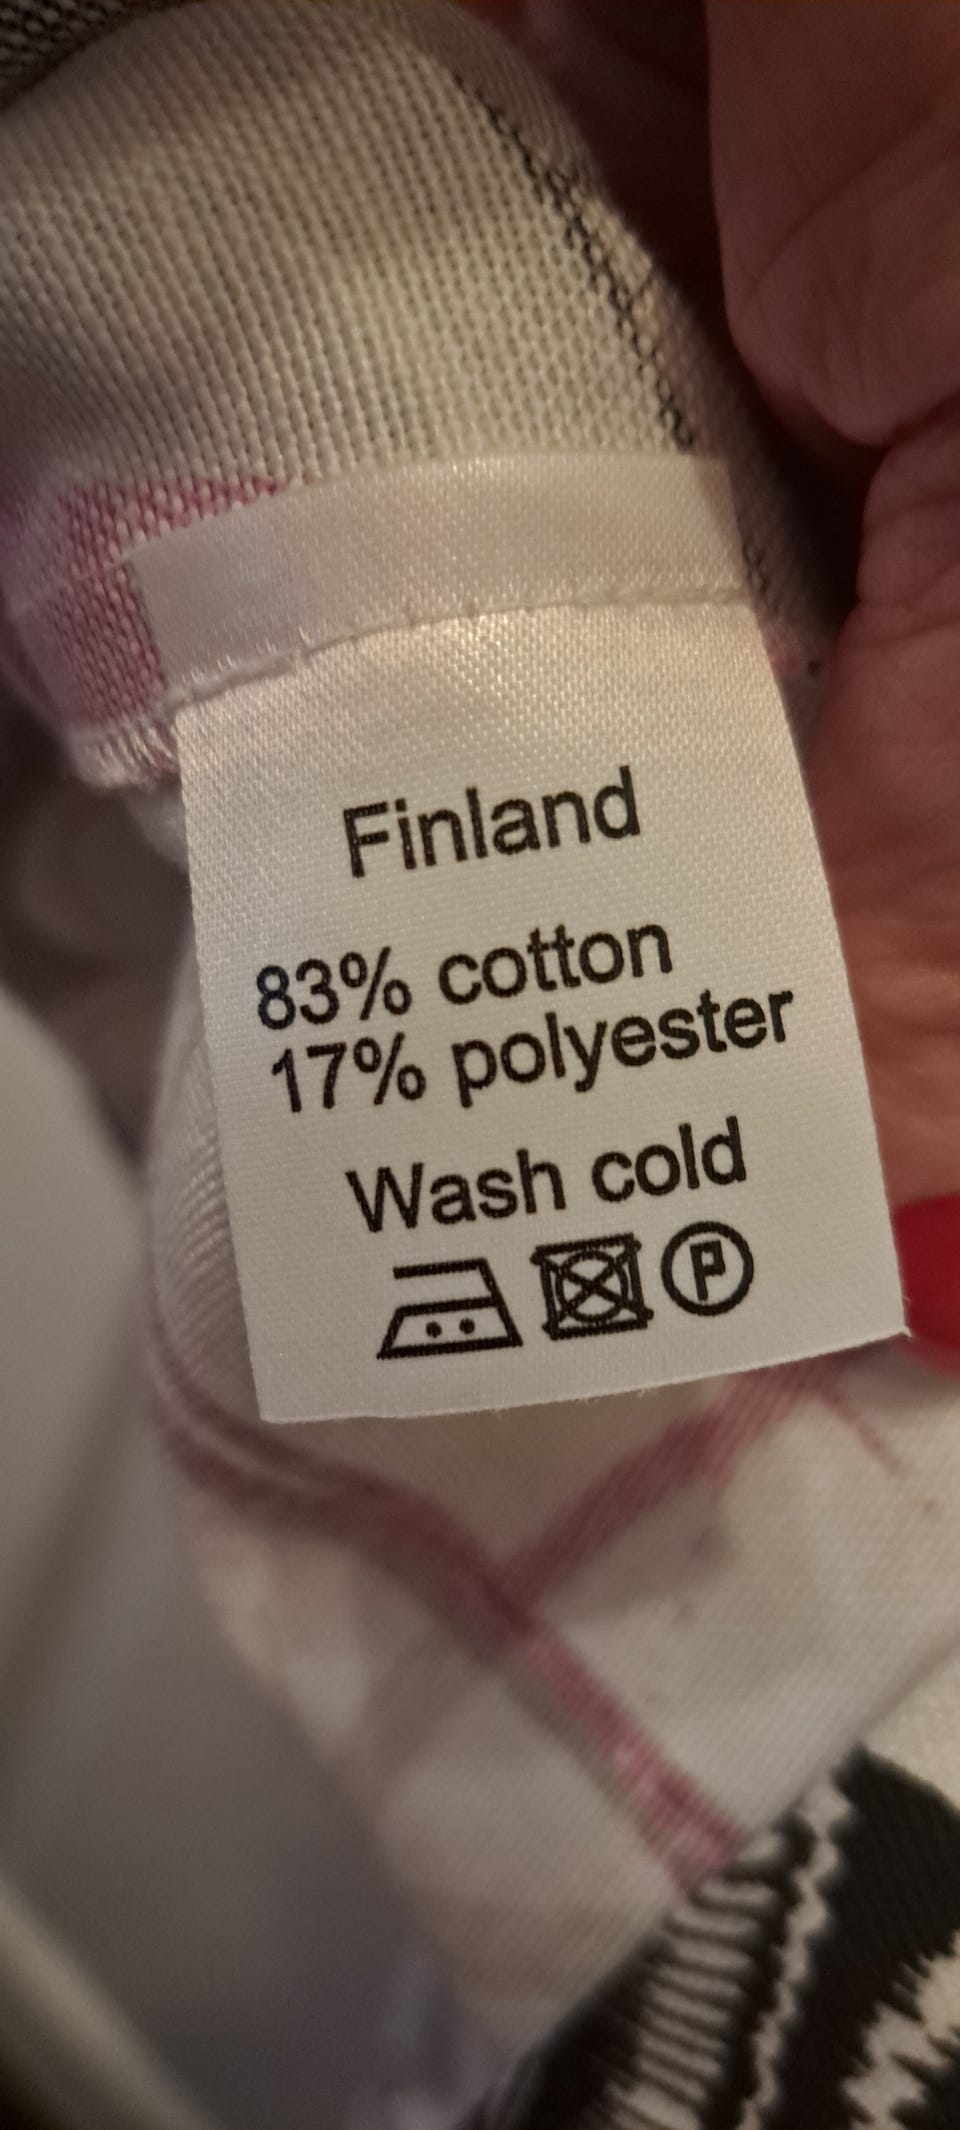 Finland
83% cotton
17% polyester
Wash cold
P